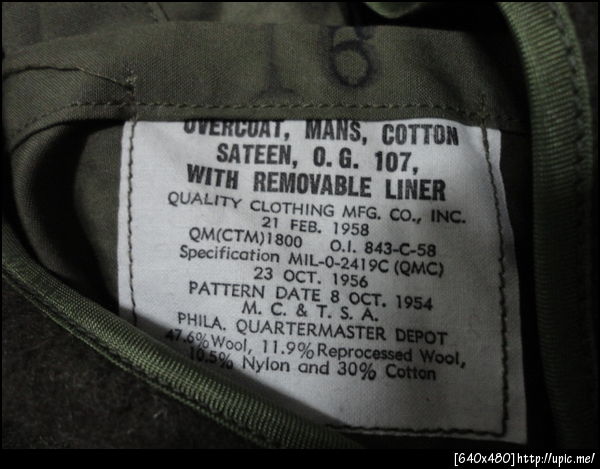 16
OVERCOAT, MANS, COTTON
SATEEN, O.G. 107,
WITH REMOVABLE LINER
QUALITY CLOTHING MFG. CO., INC.
21 FEB. 1958
QM(CTM)1800 O.I. 843-C-58
Specification MIL-O-2419C (QMC)
23 OCT. 1956
PATTERN DATE 8 OCT. 1954
M. C. & T. S. A.
PHILA. QUARTERMASTER DEPOT
47.6% Wool, 11.9% Reprocessed Wool,
10.5% Nylon and 30% Cotton
[640x480]http://upic.me/